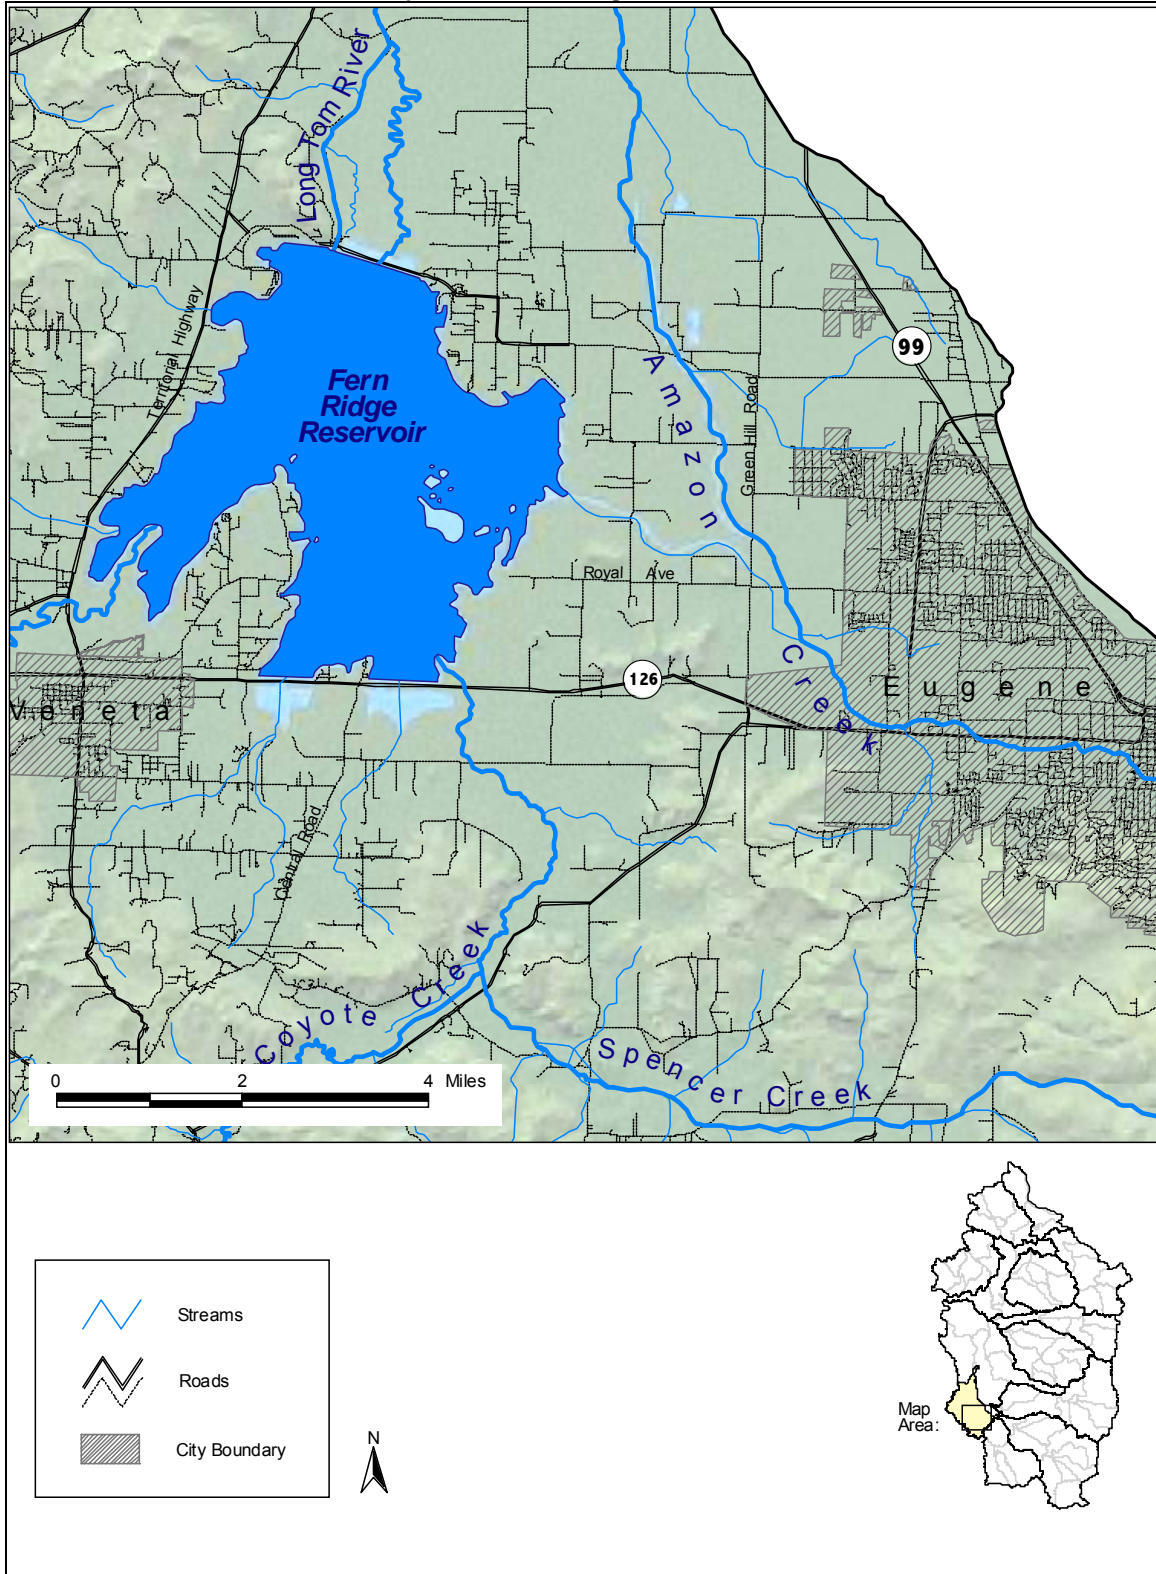 Long Tom River
Territorial Highway
Fern
Ridge
Reservoir
99
Amazon Creek
Green Hill Road
Royal Ave
126
Eugene
Veneta
Central Road
Coyote Creek
Spencer Creek
0 2 4 Miles
Streams
Roads
City Boundary
N
Map
Area: